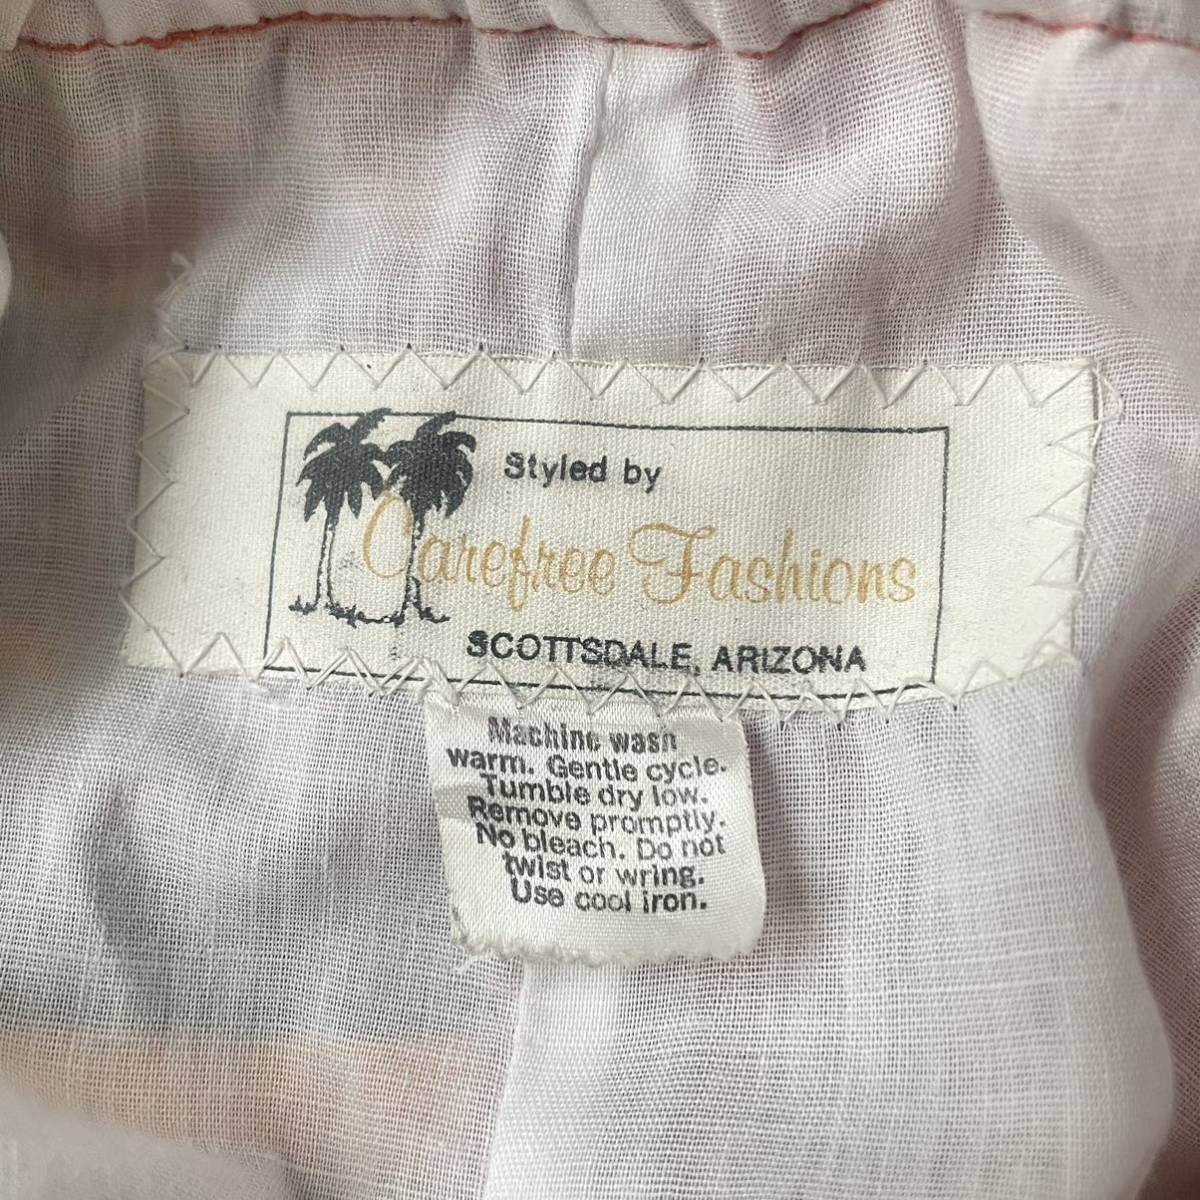 Styled by
Carefree Fashions
SCOTTSDALE, ARIZONA
Machine wash
warm. Gentle cycle.
Tumble dry low.
Remove promptly.
No bleach. Do not
twist or wring.
Use cool iron.